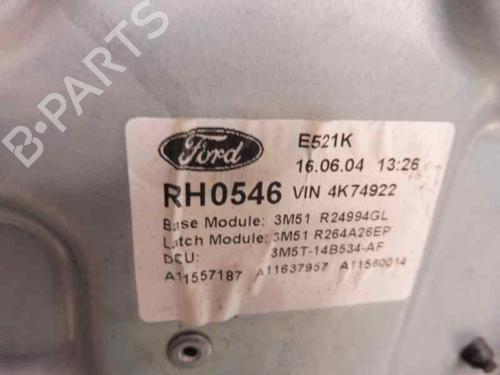 Ford
E521K
16.06.04 13:26
RH0546 VIN 4K74922
Base Module: 3M51 R24994GL
Latch Module: 3M51 R264A26EP
DCU: 3M5T-14B534-AF
A11557187 A11637957 A11560014
B-PARTS